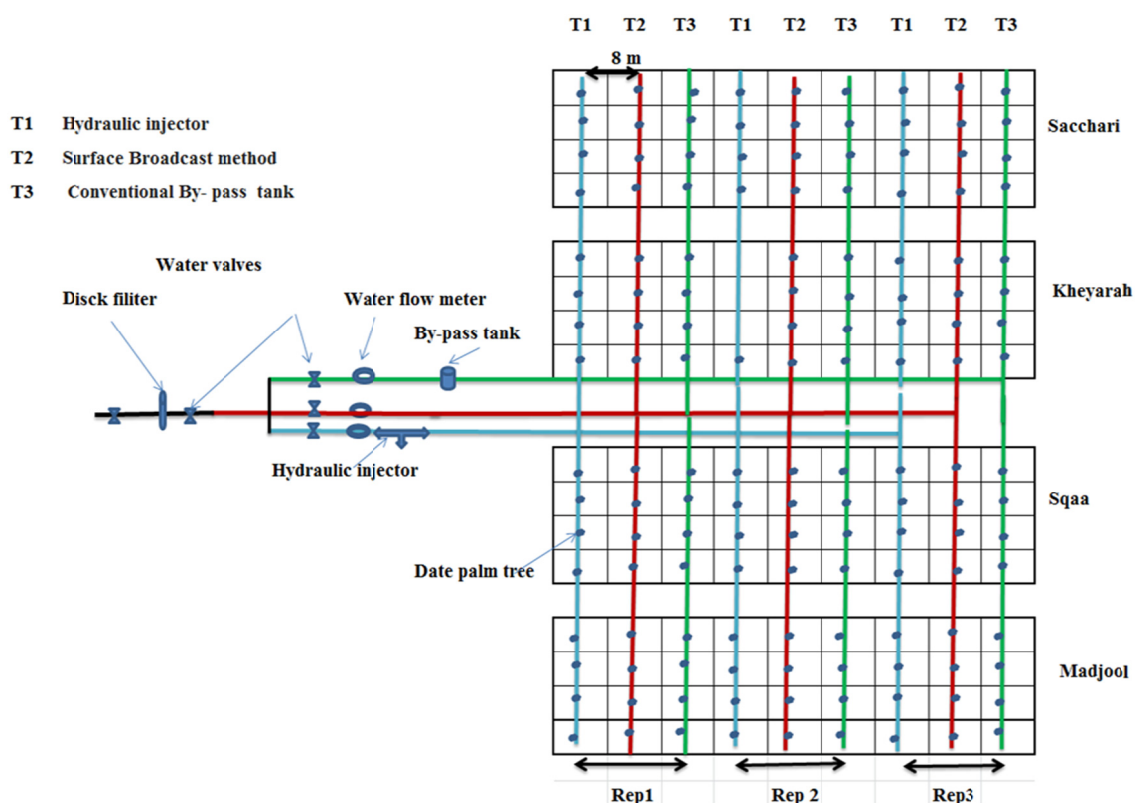 T1 T2 T3 T1 T2 T3 T1 T2 T3
8 m
T1 Hydraulic injector
T2 Surface Broadcast method
T3 Conventional By- pass tank
Sacchari
Water valves
Disck filiter
Water flow meter
By-pass tank
Kheyarah
Hydraulic injector
Sqaa
Date palm tree
Madjool
Rep1 Rep 2 Rep3